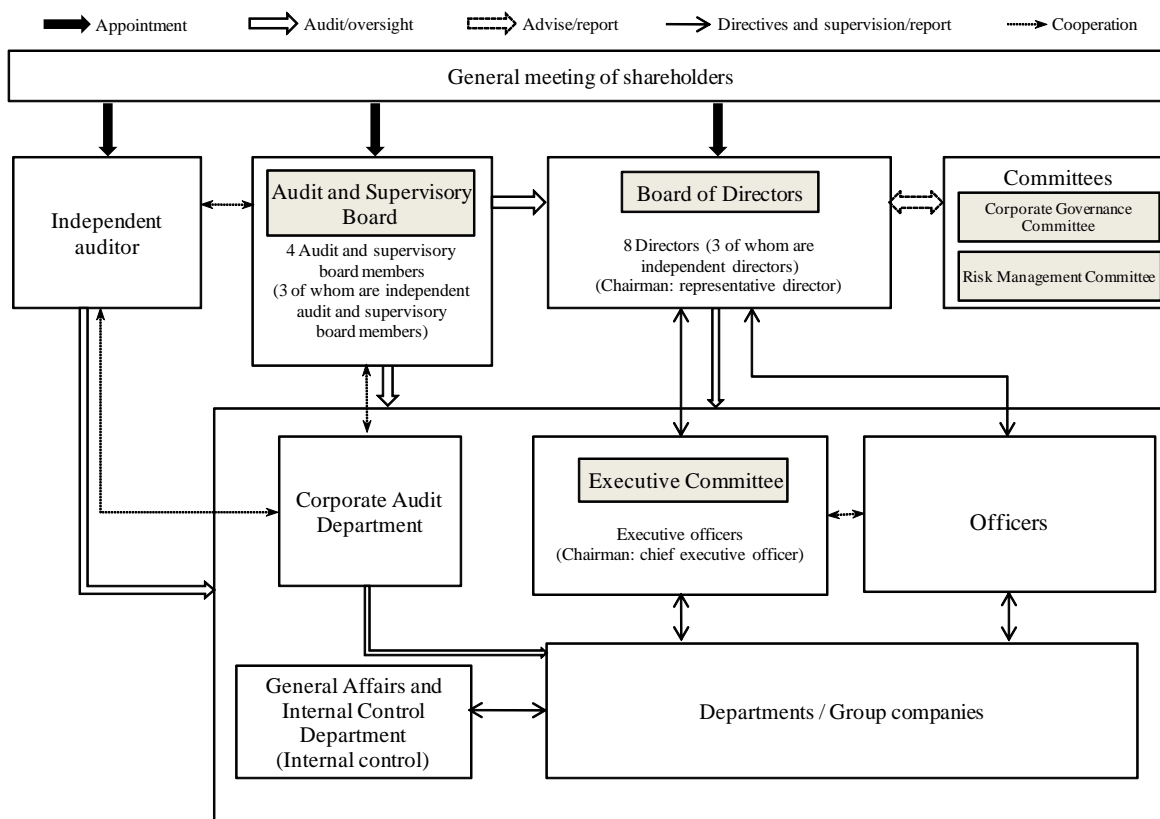 Appointment
Audit/oversight
Advise/report
Directives and supervision/report
Cooperation
General meeting of shareholders
Independent
auditor
Audit and Supervisory
Board
4 Audit and supervisory
board members
(3 of whom are independent
audit and supervisory
board members)
Board of Directors
8 Directors (3 of whom are
independent directors)
(Chairman: representative director)
Committees
Corporate Governance
Committee
Risk Management Committee
Corporate Audit
Department
Executive Committee
Executive officers
(Chairman: chief executive officer)
Officers
General Affairs and
Internal Control
Department
(Internal control)
Departments / Group companies